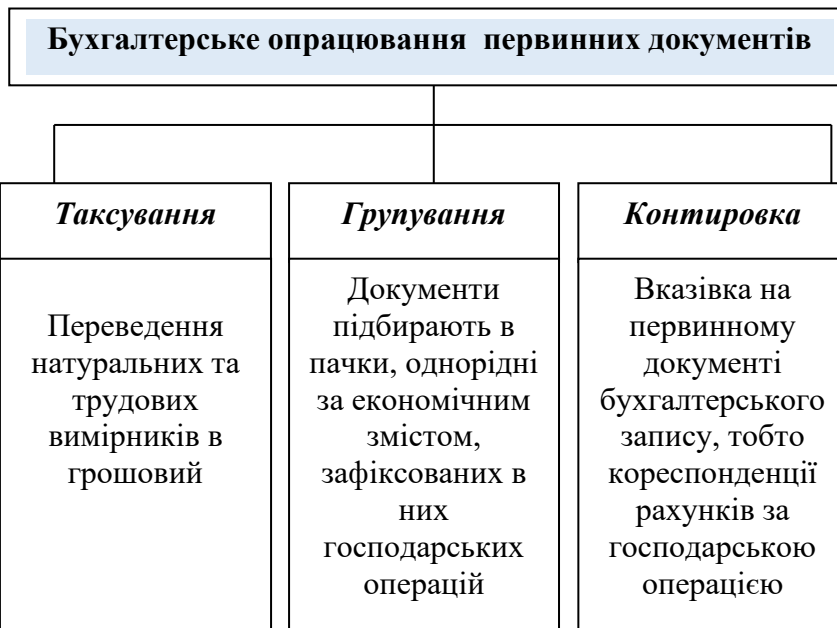 Бухгалтерське опрацювання первинних документів
Таксування
Переведення
натуральних та
трудових
вимірників в
грошовий
Групування
Документи
підбирають в
пачки, однорідні
за економічним
змістом,
зафіксованих в
них
господарських
операцій
Контировка
Вказівка на
первинному
документі
бухгалтерського
запису, тобто
кореспонденції
рахунків за
господарською
операцією